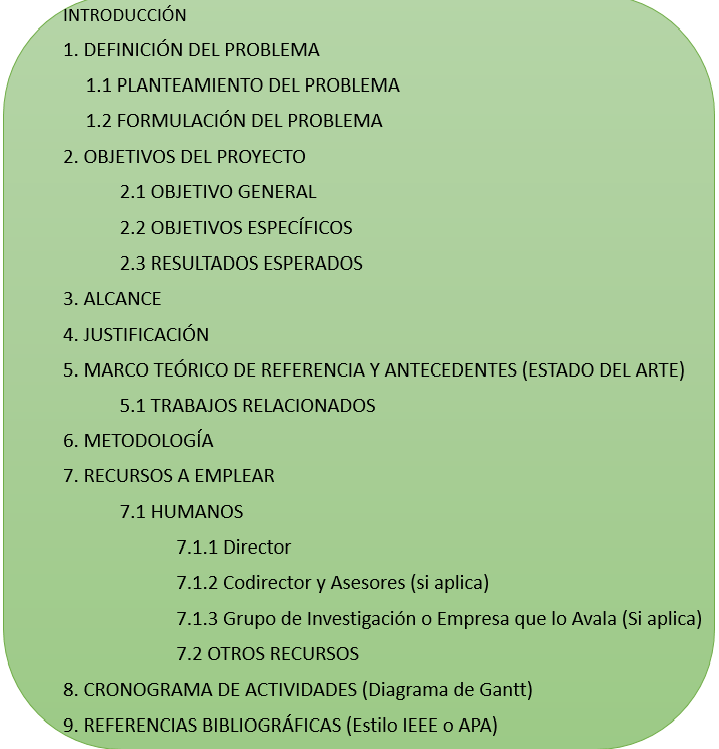 INTRODUCCIÓN
1. DEFINICIÓN DEL PROBLEMA
1.1 PLANTEAMIENTO DEL PROBLEMA
1.2 FORMULACIÓN DEL PROBLEMA
2. OBJETIVOS DEL PROYECTO
2.1 OBJETIVO GENERAL
2.2 OBJETIVOS ESPECÍFICOS
2.3 RESULTADOS ESPERADOS
3. ALCANCE
4. JUSTIFICACIÓN
5. MARCO TEÓRICO DE REFERENCIA Y ANTECEDENTES (ESTADO DEL ARTE)
5.1 TRABAJOS RELACIONADOS
6. METODOLOGÍA
7. RECURSOS A EMPLEAR
7.1 HUMANOS
7.1.1 Director
7.1.2 Codirector y Asesores (si aplica)
7.1.3 Grupo de Investigación o Empresa que lo Avala (Si aplica)
7.2 OTROS RECURSOS
8. CRONOGRAMA DE ACTIVIDADES (Diagrama de Gantt)
9. REFERENCIAS BIBLIOGRÁFICAS (Estilo IEEE o APA)